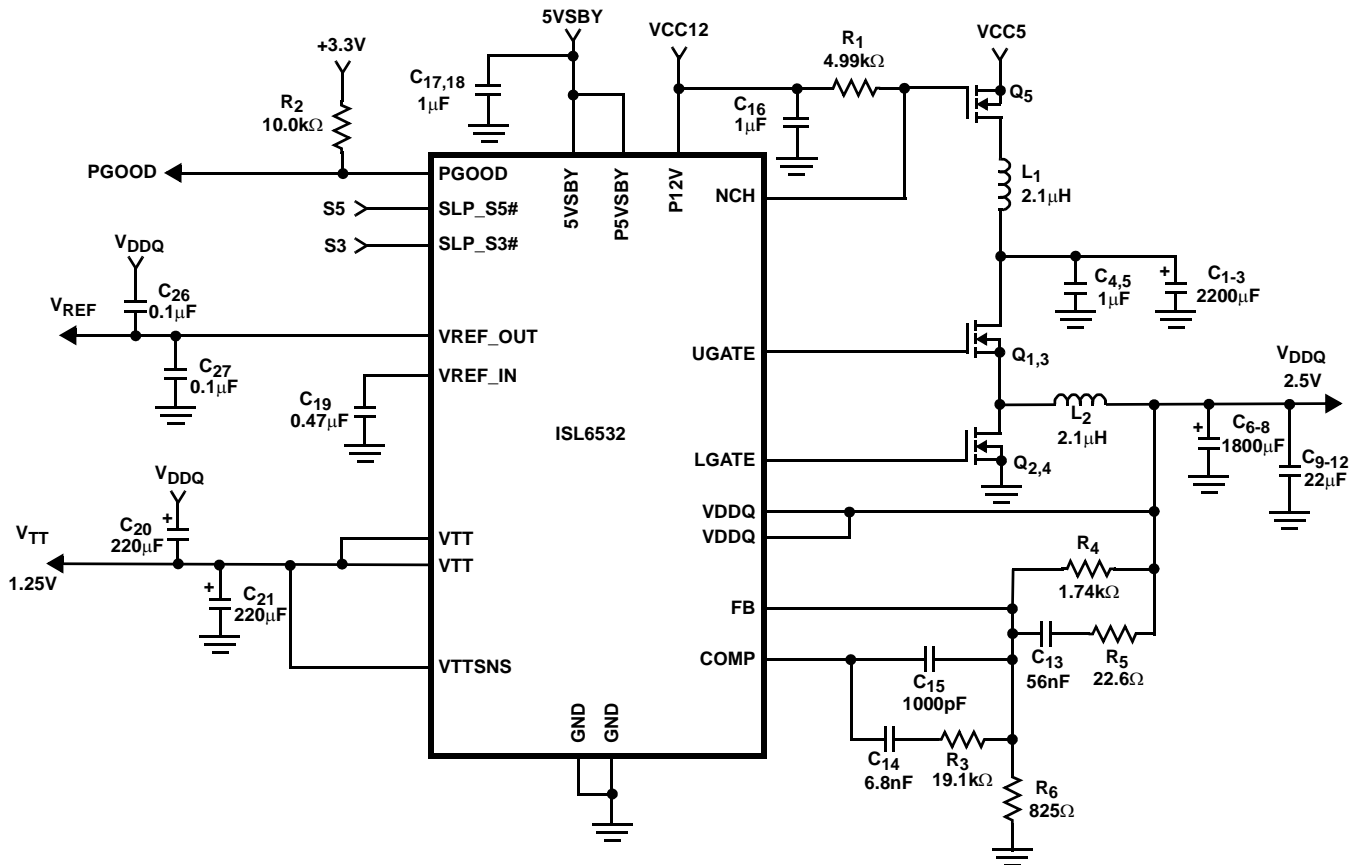 5VSBY
VCC12
VCC5
+3.3V
R1
4.99kΩ
C17,18
1µF
Q5
R2
10.0kΩ
C16
1µF
PGOOD
PGOOD
5VSBY
P5VSBY
P12V
NCH
L1
2.1µH
S5
SLP_S5#
S3
SLP_S3#
VDDQ
C26
0.1µF
VREF
VREF_OUT
C4,5
1µF
C1-3
+
2200µF
C27
0.1µF
VREF_IN
UGATE
Q1,3
VDDQ
2.5V
C19
0.47µF
ISL6532
L2
2.1µH
C6-8
+
1800µF
LGATE
Q2,4
C9-12
22µF
VDDQ
VDDQ
VDDQ
C20
+
220µF
VTT
1.25V
VTT
VTT
R4
1.74kΩ
C21
+
220µF
FB
C13
56nF
R5
22.6Ω
VTTSNS
COMP
C15
1000pF
GND
GND
C14
6.8nF
R3
19.1kΩ
R6
825Ω